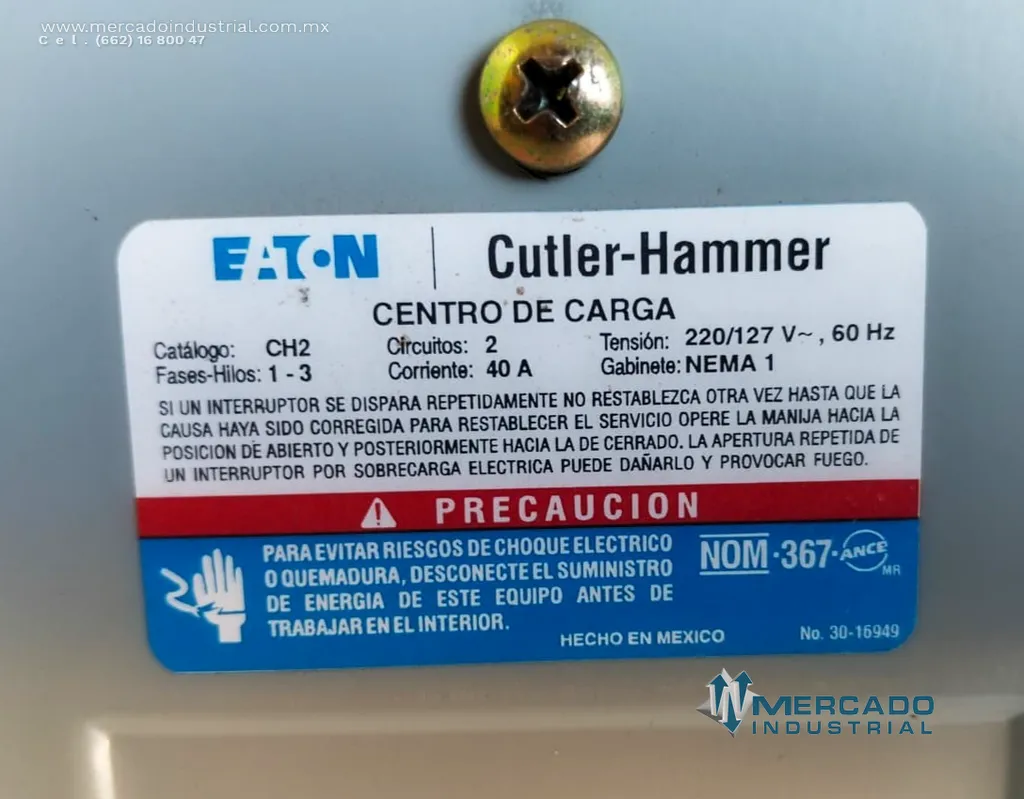 www.mercadoindustrial.com.mx
Cel. (662) 16 800 47
EATON | Cutler-Hammer
CENTRO DE CARGA
Catálogo: CH2 Circuitos: 2 Tensión: 220/127 V~, 60 Hz
Fases-Hilos: 1 - 3 Corriente: 40 A Gabinete: NEMA 1
SI UN INTERRUPTOR SE DISPARA REPETIDAMENTE NO RESTABLEZCA OTRA VEZ HASTA QUE LA
CAUSA HAYA SIDO CORREGIDA PARA RESTABLECER EL SERVICIO OPERE LA MANIJA HACIA LA
POSICION DE ABIERTO Y POSTERIORMENTE HACIA LA DE CERRADO. LA APERTURA REPETIDA DE
UN INTERRUPTOR POR SOBRECARGA ELECTRICA PUEDE DAÑARLO Y PROVOCAR FUEGO.
PRECAUCION
PARA EVITAR RIESGOS DE CHOQUE ELECTRICO
O QUEMADURA, DESCONECTE EL SUMINISTRO
DE ENERGIA DE ESTE EQUIPO ANTES DE
TRABAJAR EN EL INTERIOR.
NOM-367-ANCE
MR
HECHO EN MEXICO No. 30-16949
MERCADO
INDUSTRIAL